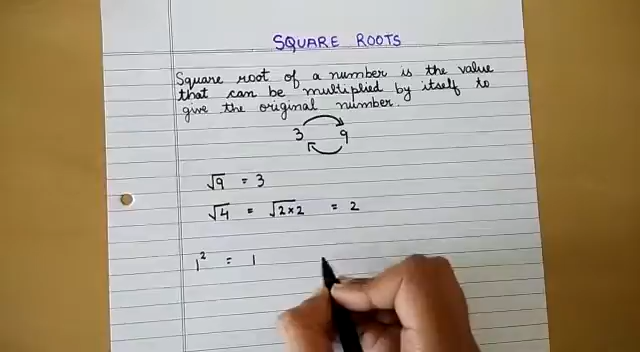 SQUARE ROOTS
Square root of a number is the value
that can be multiplied by itself to
give the original number.
3 9
√9 = 3
√4 = √2×2 = 2
1² = 1